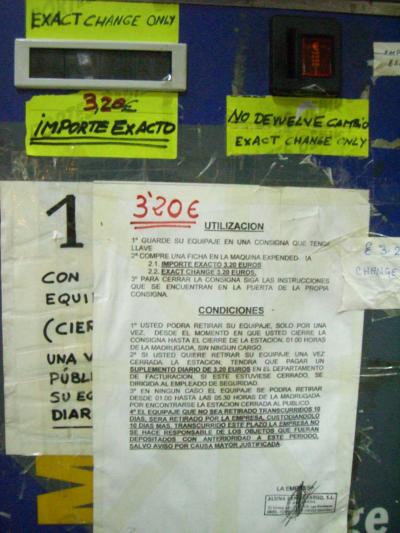 EXACT CHANGE ONLY
3,20€
¡MPORTE EXACTO
NO DEVUELVE CAMBIO
EXACT CHANGE ONLY
€ 3.2
CHANGE
1
CON
EQUI
(CIER
UNA V
PÚBL
SU EQ
DIAR
3'20€
UTILIZACION
1º GUARDE SU EQUIPAJE EN UNA CONSIGNA QUE TENGA
LLAVE
2º COMPRE UNA FICHA EN LA MAQUINA EXPENDED
2.1. IMPORTE EXACTO 3.20 EUROS
2.2. EXACT CHANGE 3.20 EUROS.
3º PARA CERRAR LA CONSIGA SIGA LAS INSTRUCCIONES
QUE SE ENCUENTRAN EN LA PUERTA DE LA PROPIA
CONSIGNA.
CONDICIONES
1º USTED PODRA RETIRAR SU EQUIPAJE, SOLO POR UNA
VEZ, DESDE EL MOMENTO EN QUE USTED CIERRE LA
CONSIGNA HASTA EL CIERRE DE LA ESTACION, 01.00 HORAS
DE LA MADRUGADA, SIN NINGUN CARGO.
2º SI USTED QUIERE RETIRAR SU EQUIPAJE UNA VEZ
CERRADA, LA ESTACION, TENDRA QUE PAGAR UN
SUPLEMENTO DIARIO DE 3,20 EUROS EN EL DEPARTAMENTO
DE FACTURACION, SI ESTE ESTUVIESE CERRADO, SE
DIRIGIRA AL EMPLEADO DE SEGURIDAD.
3º EN NINGUN CASO EL EQUIPAJE SE PODRA RETIRAR
DESDE 01.00 HASTA LAS 05.30 HORAS DE LA MADRUGADA
POR ENCONTRARSE LA ESTACION CERRADA AL PUBLICO.
4º EL EQUIPAJE QUE NO SEA RETIRADO TRANSCURRIDOS 10
DIAS, SERA RETIRADO POR LA EMPRESA, CUSTODIANDOLO
10 DIAS MAS, TRANSCURRIDO ESTE PLAZO LA EMPRESA NO
SE HACE RESPONSABLE DE LOS OBJETOS QUE FUERAN
DEPOSITADOS CON ANTERIORIDAD A ESTE PERIODO,
SALVO AVISO POR CAUSA MAYOR JUSTIFICADA
LA EMPRESA